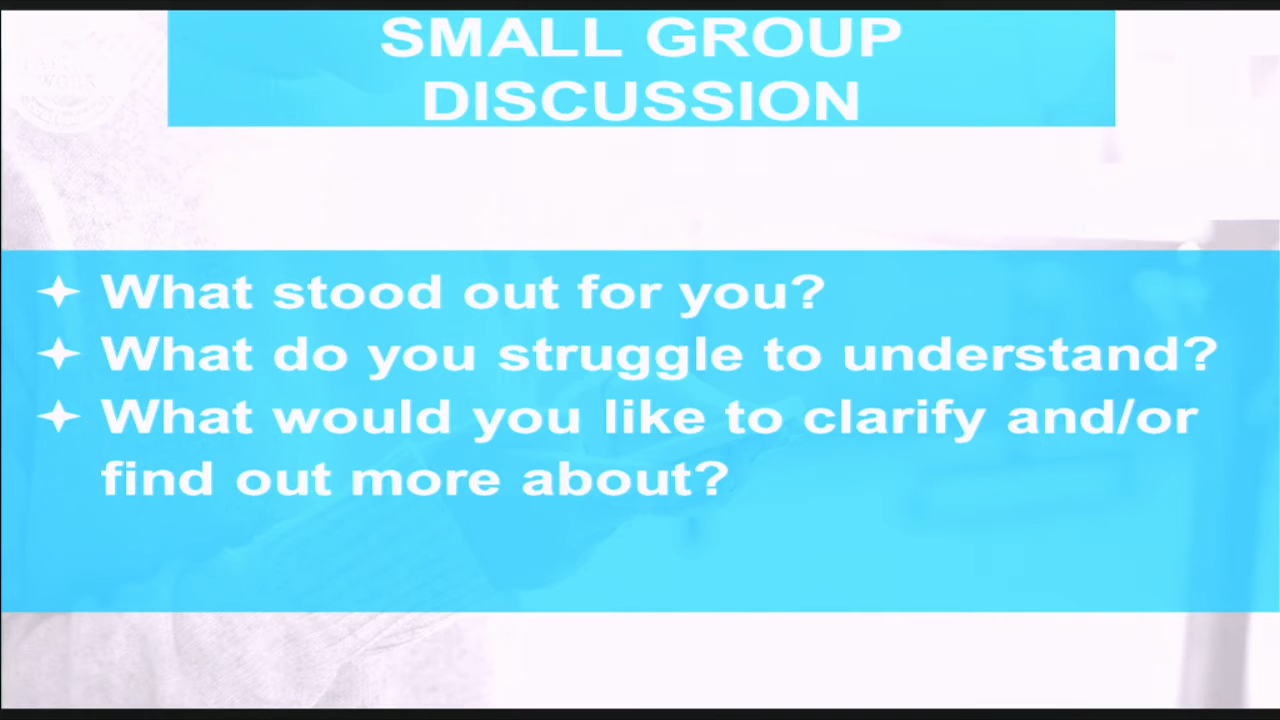 SMALL GROUP
DISCUSSION
What stood out for you?
What do you struggle to understand?
What would you like to clarify and/or
find out more about?